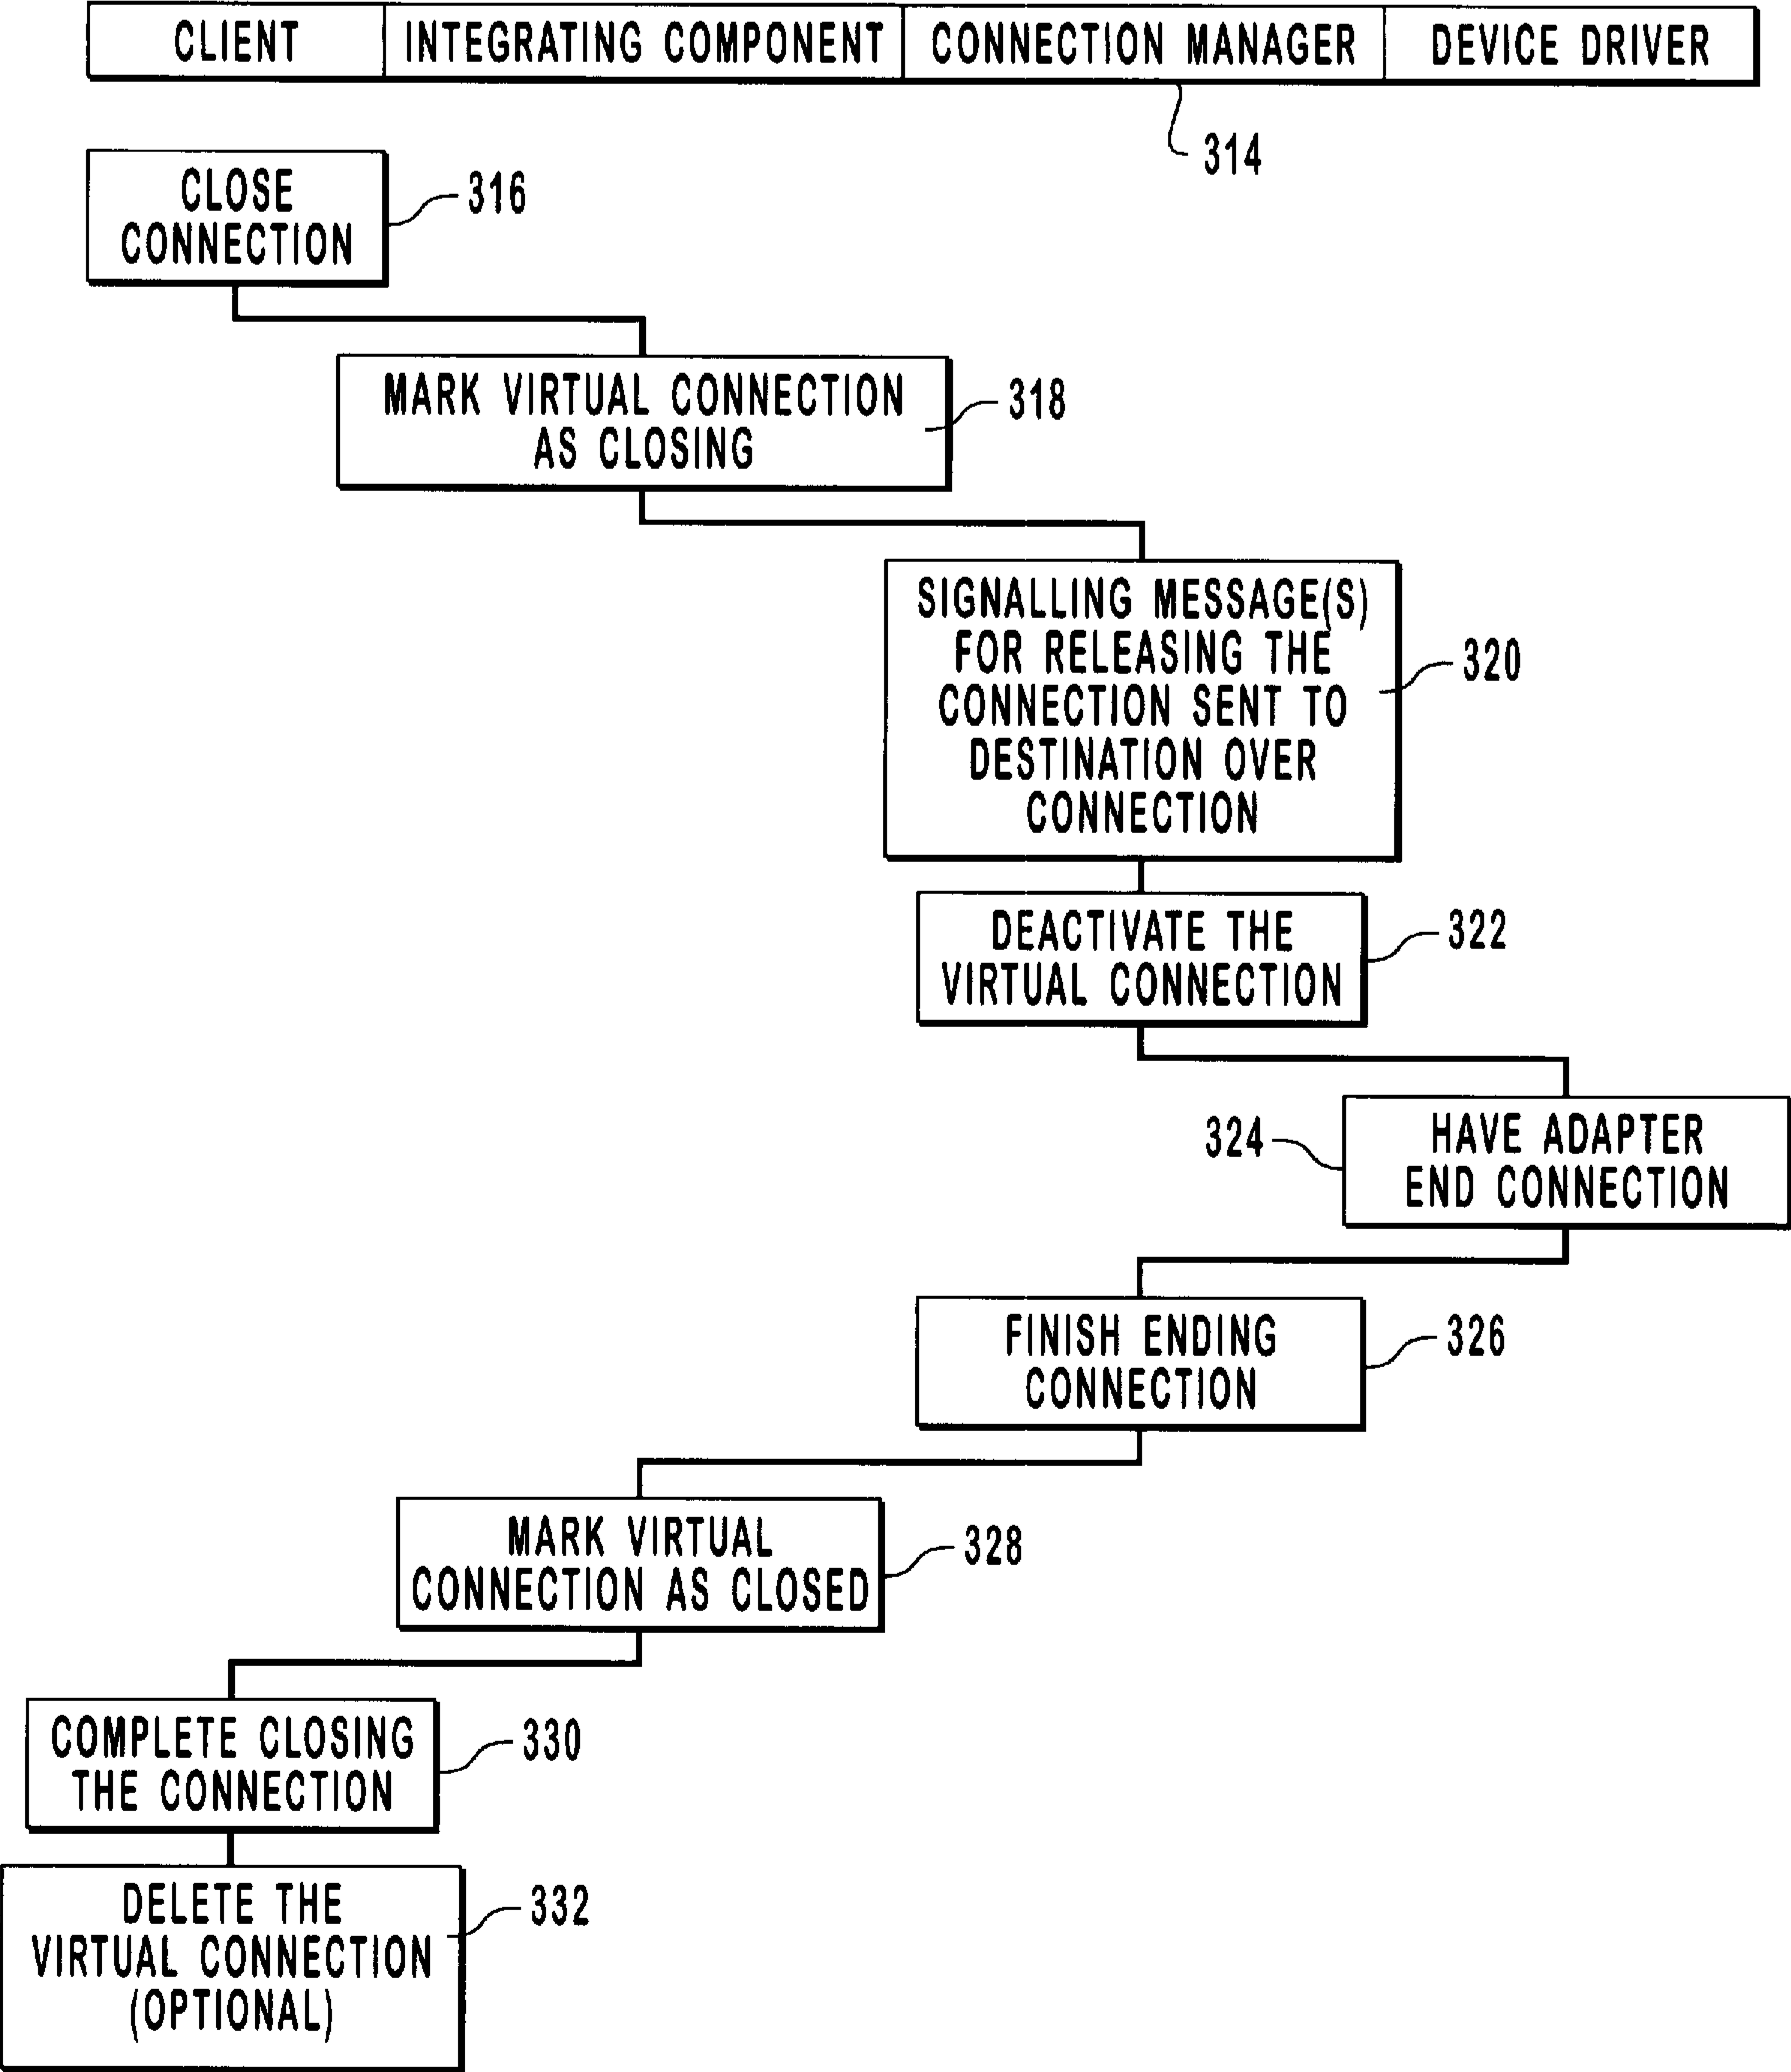 CLIENT INTEGRATING COMPONENT CONNECTION MANAGER DEVICE DRIVER
314
CLOSE
CONNECTION
316
MARK VIRTUAL CONNECTION
AS CLOSING
318
SIGNALLING MESSAGE(S)
FOR RELEASING THE
CONNECTION SENT TO
DESTINATION OVER
CONNECTION
320
DEACTIVATE THE
VIRTUAL CONNECTION
322
324
HAVE ADAPTER
END CONNECTION
FINISH ENDING
CONNECTION
326
MARK VIRTUAL
CONNECTION AS CLOSED
328
COMPLETE CLOSING
THE CONNECTION
330
DELETE THE
VIRTUAL CONNECTION
(OPTIONAL)
332